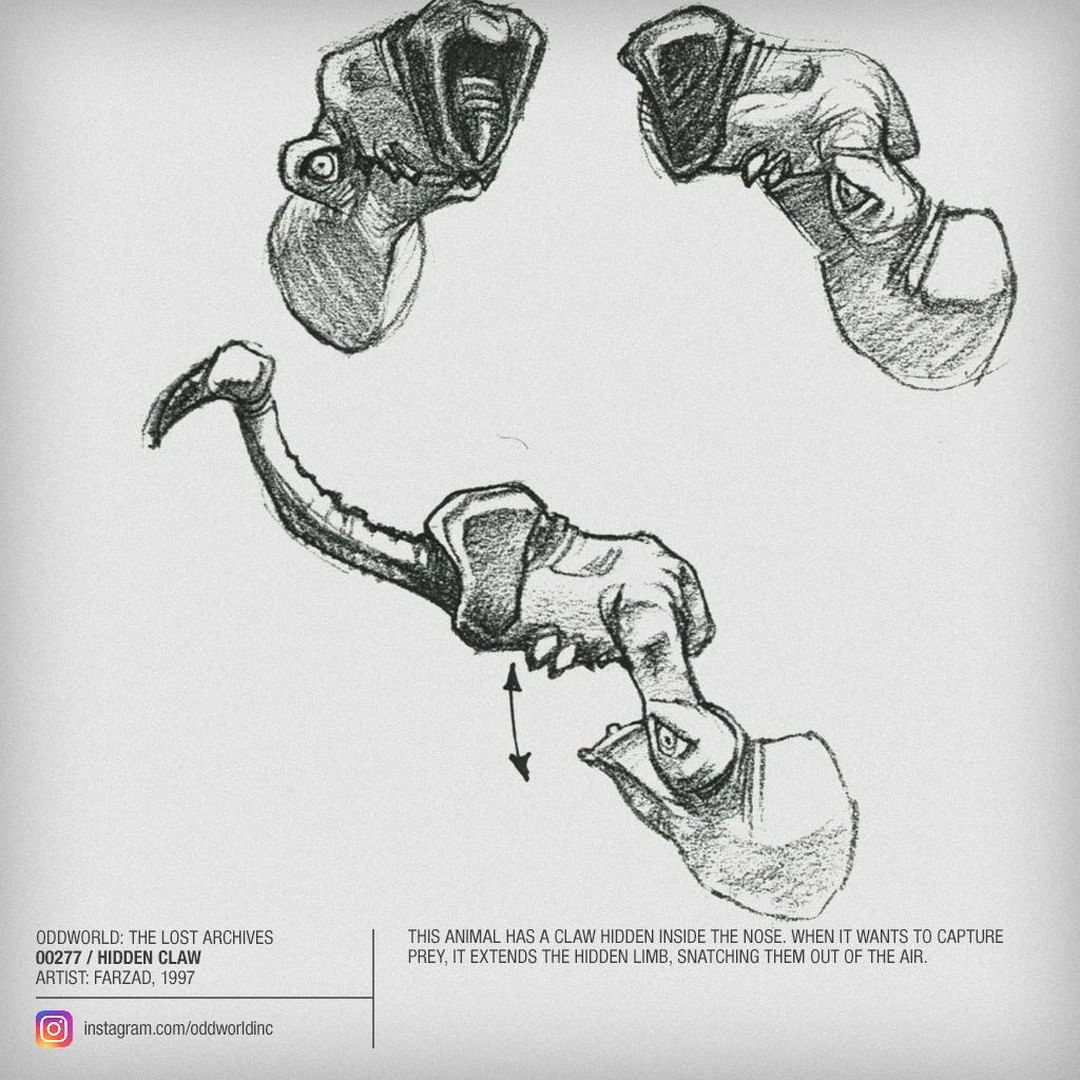 ODDWORLD: THE LOST ARCHIVES
00277 / HIDDEN CLAW
ARTIST: FARZAD, 1997
instagram.com/oddworldinc
THIS ANIMAL HAS A CLAW HIDDEN INSIDE THE NOSE. WHEN IT WANTS TO CAPTURE
PREY, IT EXTENDS THE HIDDEN LIMB, SNATCHING THEM OUT OF THE AIR.